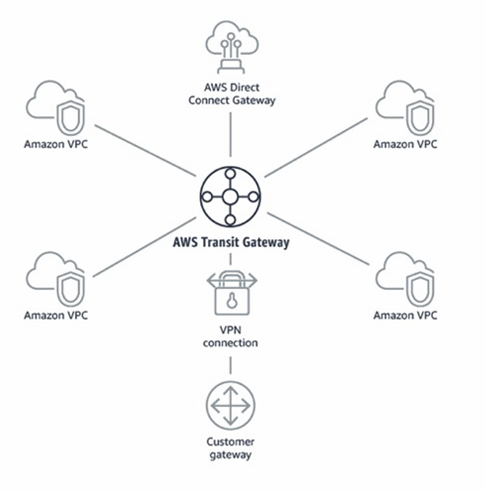 AWS Direct
Connect Gateway
Amazon VPC
Amazon VPC
AWS Transit Gateway
Amazon VPC
Amazon VPC
VPN
connection
Customer
gateway